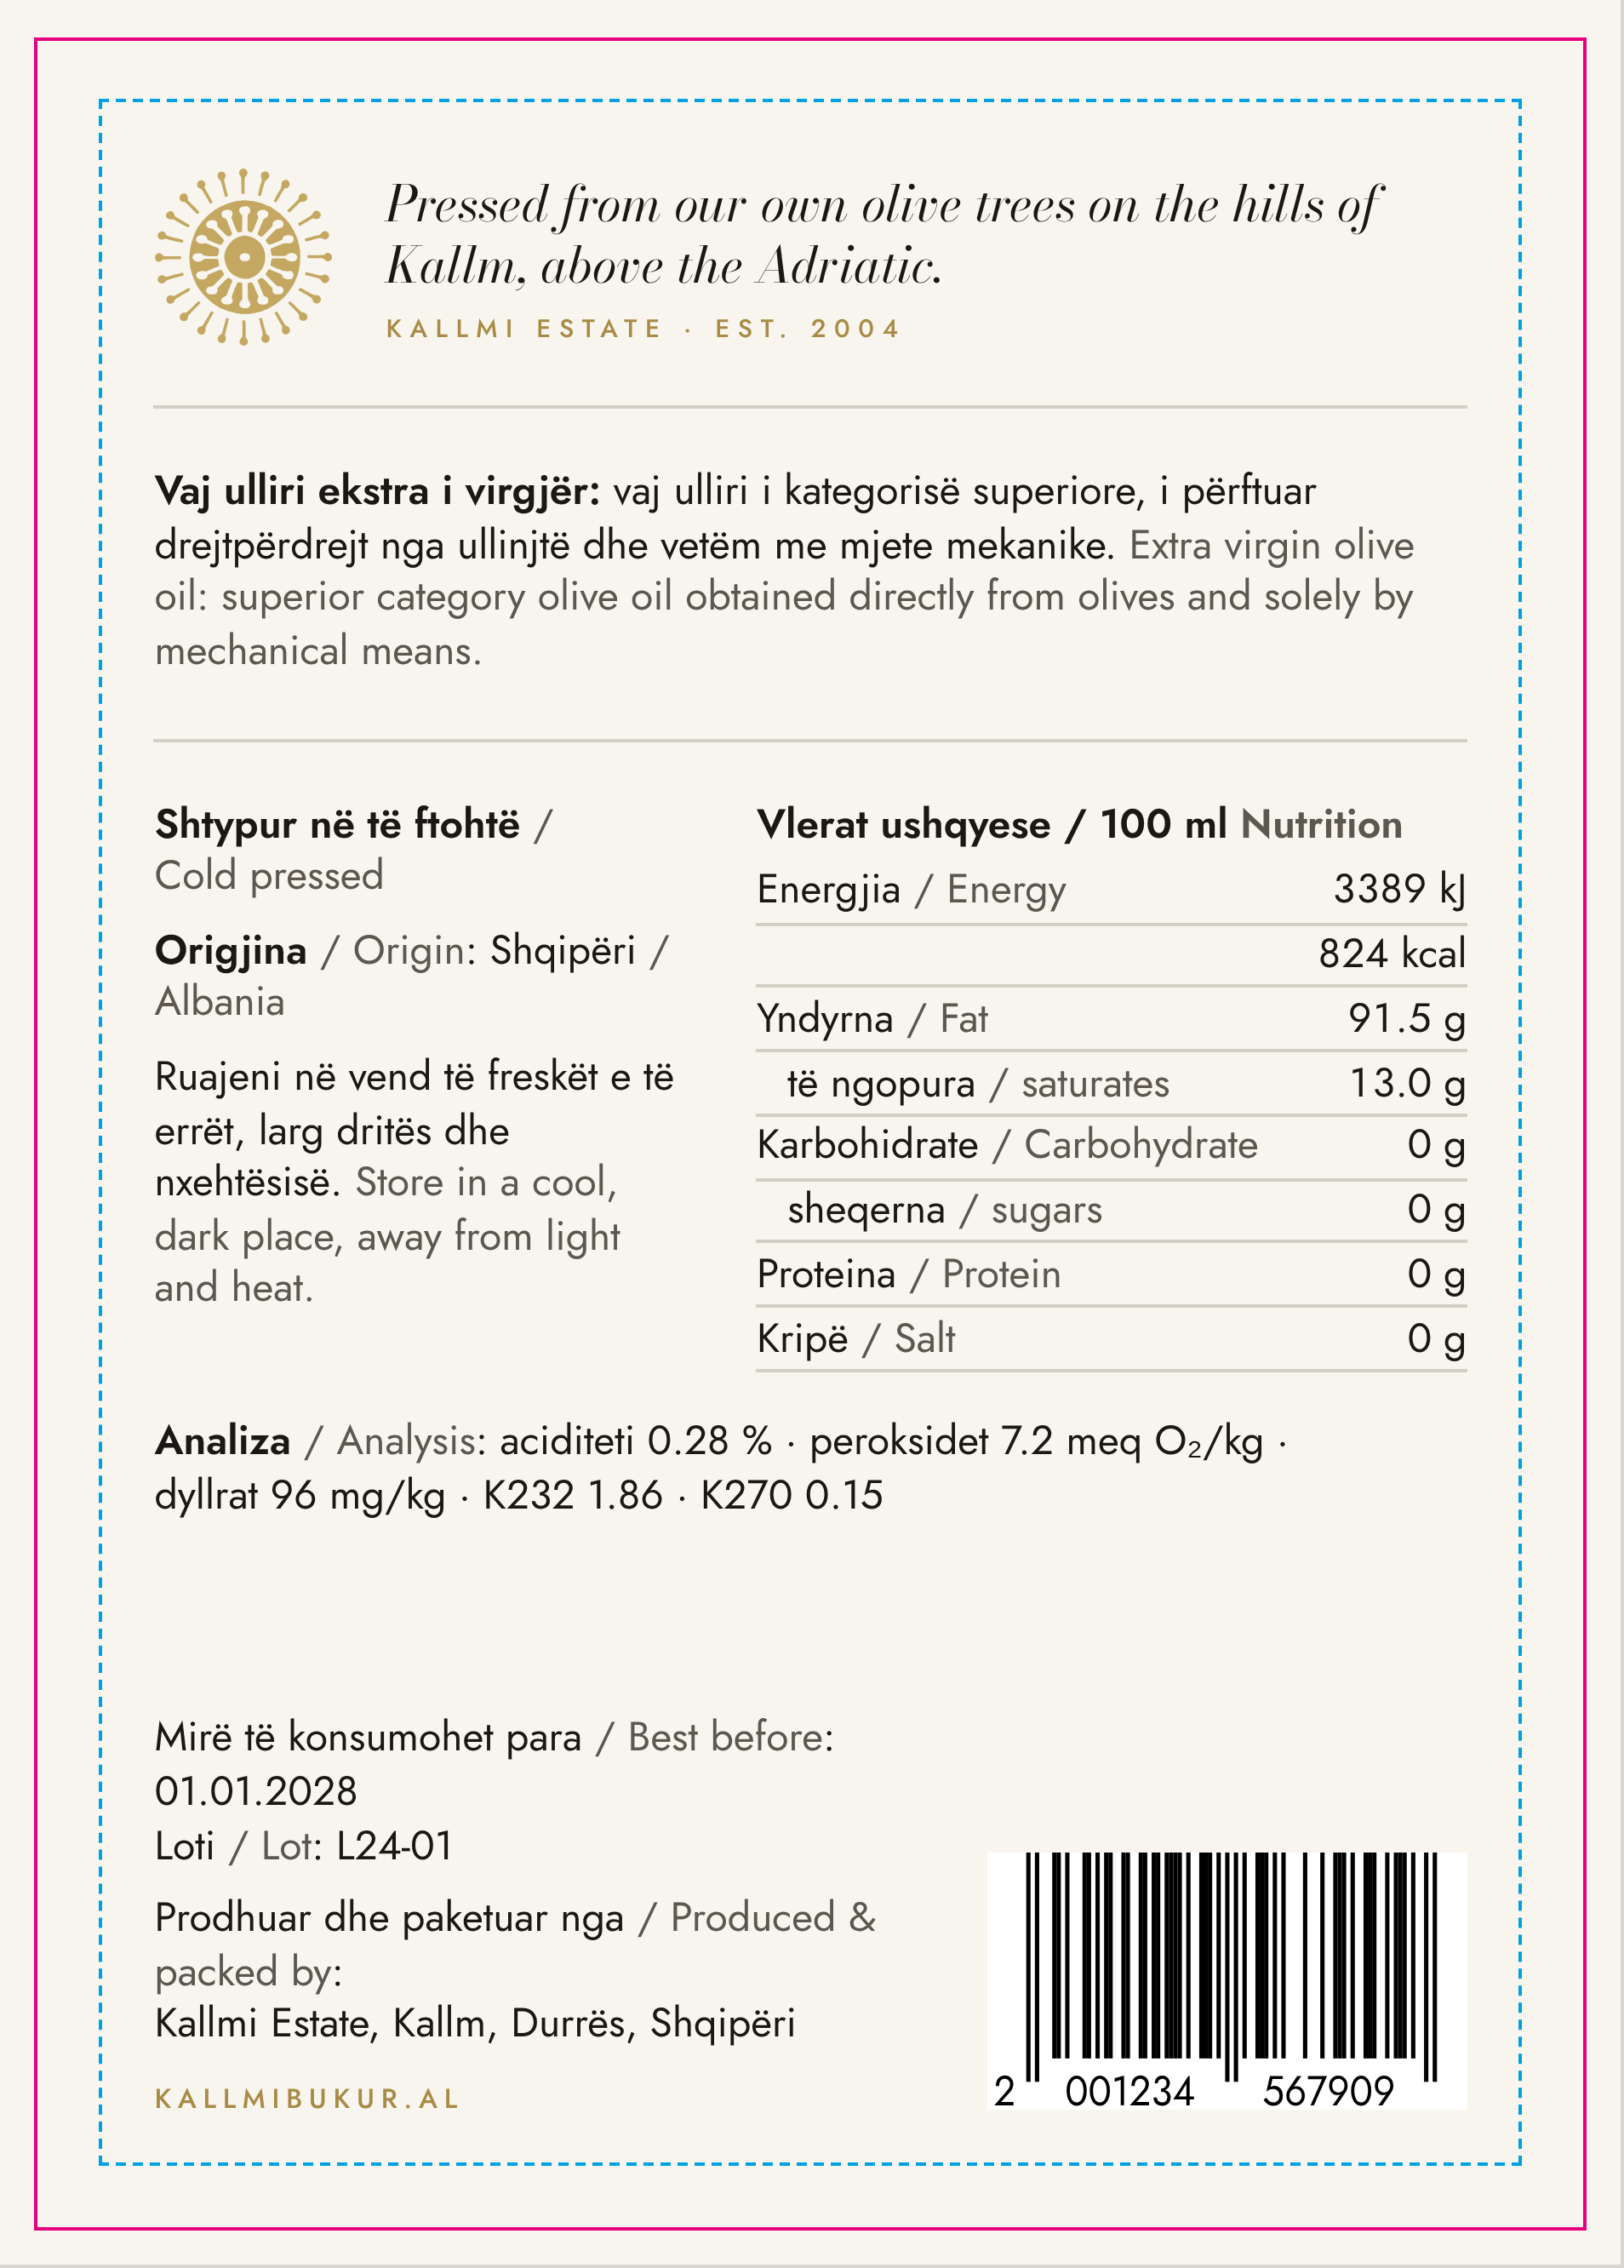 Pressed from our own olive trees on the hills of
Kallm, above the Adriatic.
KALLMI ESTATE · EST. 2004
Vaj ulliri ekstra i virgjër: vaj ulliri i kategorisë superiore, i përftuar
drejtpërdrejt nga ullinjtë dhe vetëm me mjete mekanike. Extra virgin olive
oil: superior category olive oil obtained directly from olives and solely by
mechanical means.
Shtypur në të ftohtë /
Cold pressed
Origjina / Origin: Shqipëri /
Albania
Ruajeni në vend të freskët e të
errët, larg dritës dhe
nxehtësisë. Store in a cool,
dark place, away from light
and heat.
Vlerat ushqyese / 100 ml Nutrition
Energjia / Energy 3389 kJ
824 kcal
Yndyrna / Fat 91.5 g
të ngopura / saturates 13.0 g
Karbohidrate / Carbohydrate 0 g
sheqerna / sugars 0 g
Proteina / Protein 0 g
Kripë / Salt 0 g
Analiza / Analysis: aciditeti 0.28 % · peroksidet 7.2 meq O₂/kg ·
dyllrat 96 mg/kg · K232 1.86 · K270 0.15
Mirë të konsumohet para / Best before:
01.01.2028
Loti / Lot: L24-01
Prodhuar dhe paketuar nga / Produced &
packed by:
Kallmi Estate, Kallm, Durrës, Shqipëri
KALLMIBUKUR.AL
2 001234 567909